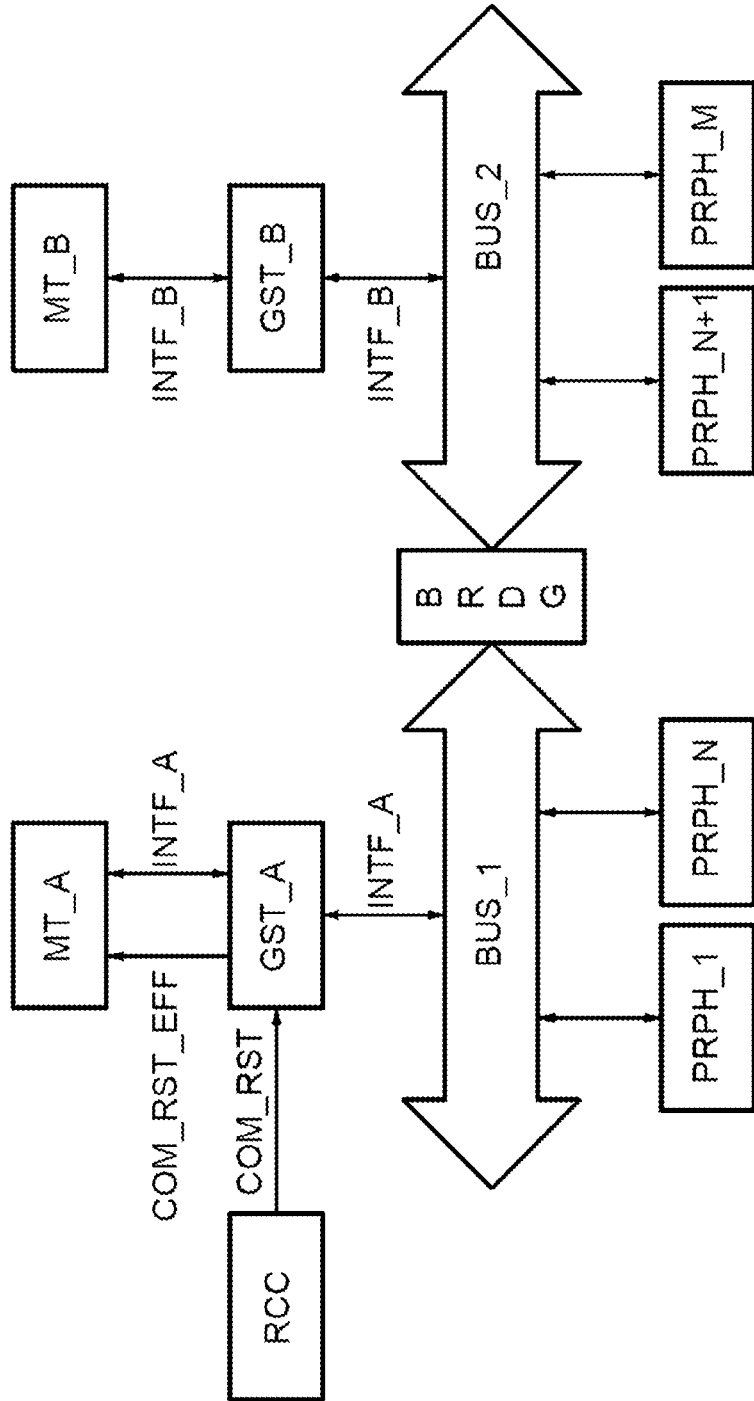 MT_A
MT_B
COM_RST_EFF
INTF_A
INTF_B
RCC
COM_RST
GST_A
GST_B
INTF_A
INTF_B
BUS_1
B
R
D
G
BUS_2
PRPH_1
PRPH_N
PRPH_N+1
PRPH_M